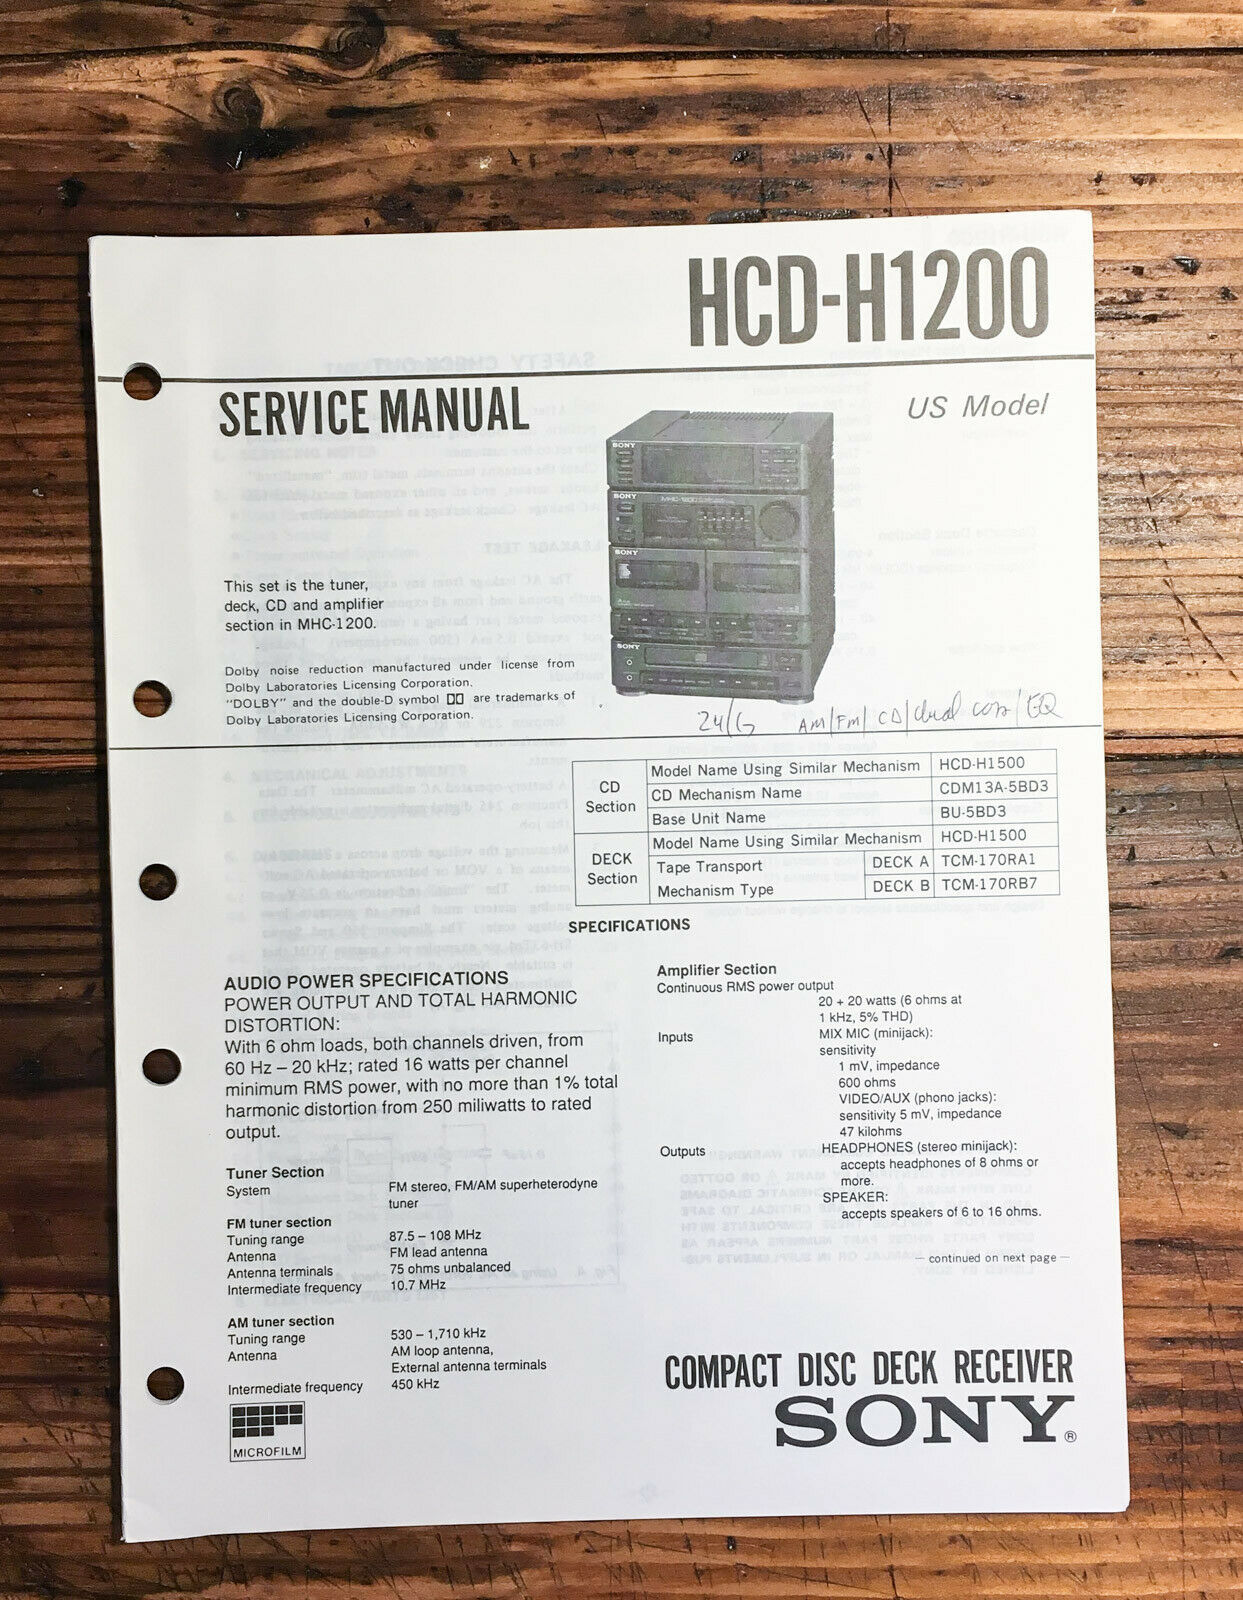 HCD-H1200
SERVICE MANUAL
US Model
SONY
SONY
MHC-1200
SONY
SONY
This set is the tuner,
deck, CD and amplifier
section in MHC-1200.
Dolby noise reduction manufactured under license from
Dolby Laboratories Licensing Corporation.
"DOLBY" and the double-D symbol are trademarks of
Dolby Laboratories Licensing Corporation.
24/G AM/FM/CD/dual cass/EQ
CD Section
Model Name Using Similar Mechanism HCD-H1500
CD Mechanism Name CDM13A-5BD3
Base Unit Name BU-5BD3
DECK Section
Model Name Using Similar Mechanism HCD-H1500
Tape Transport Mechanism Type
DECK A TCM-170RA1
DECK B TCM-170RB7
SPECIFICATIONS
AUDIO POWER SPECIFICATIONS
POWER OUTPUT AND TOTAL HARMONIC
DISTORTION:
With 6 ohm loads, both channels driven, from
60 Hz – 20 kHz; rated 16 watts per channel
minimum RMS power, with no more than 1% total
harmonic distortion from 250 miliwatts to rated
output.
Tuner Section
System FM stereo, FM/AM superheterodyne
tuner
FM tuner section
Tuning range 87.5 – 108 MHz
Antenna FM lead antenna
Antenna terminals 75 ohms unbalanced
Intermediate frequency 10.7 MHz
AM tuner section
Tuning range 530 – 1,710 kHz
Antenna AM loop antenna,
External antenna terminals
Intermediate frequency 450 kHz
MICROFILM
Amplifier Section
Continuous RMS power output
20 + 20 watts (6 ohms at
1 kHz, 5% THD)
Inputs MIX MIC (minijack):
sensitivity
1 mV, impedance
600 ohms
VIDEO/AUX (phono jacks):
sensitivity 5 mV, impedance
47 kilohms
Outputs HEADPHONES (stereo minijack):
accepts headphones of 8 ohms or
more.
SPEAKER:
accepts speakers of 6 to 16 ohms.
— continued on next page —
COMPACT DISC DECK RECEIVER
SONY®